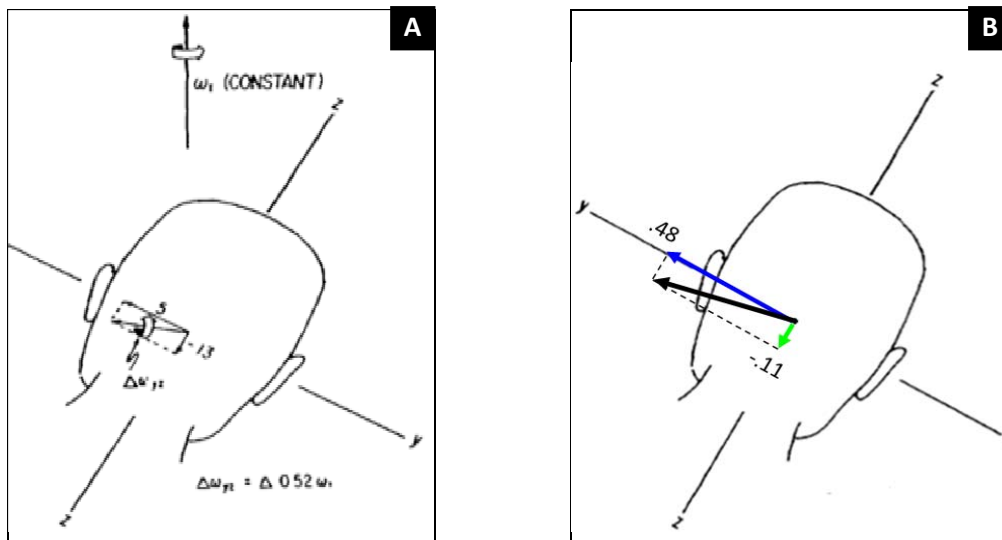 A
ω₁ (CONSTANT)
z
.5
-.13
Δω_yz
y
Δω_yz = Δ 0.52 ω₁
z
B
z
y
.48
-.11
z